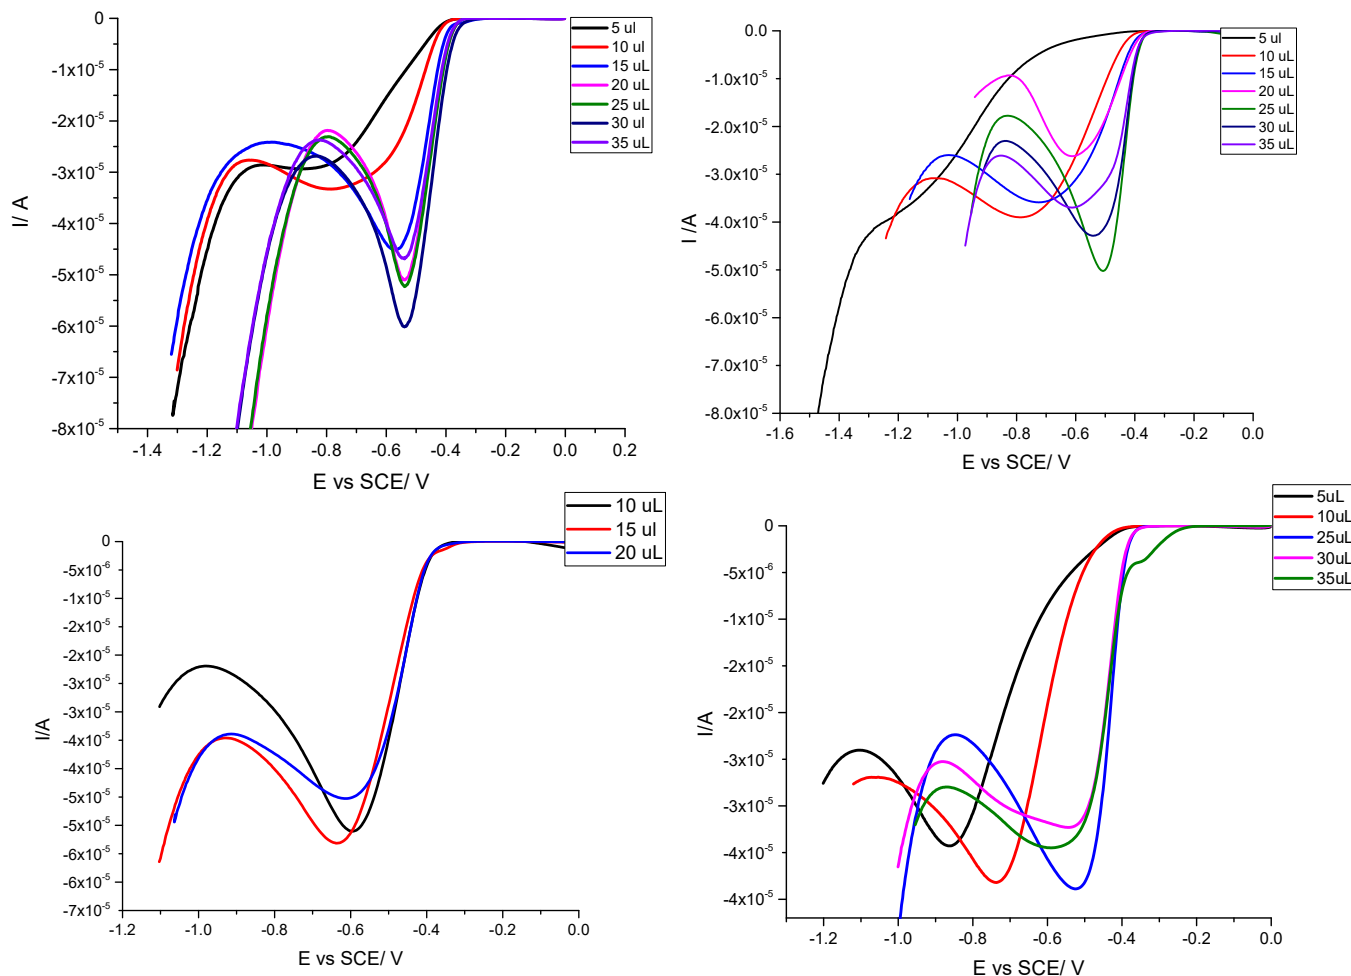 0
-1x10-5
-2x10-5
-3x10-5
-4x10-5
-5x10-5
-6x10-5
-7x10-5
-8x10-5
I/ A
-1.4 -1.2 -1.0 -0.8 -0.6 -0.4 -0.2 0.0 0.2
E vs SCE/ V
5 ul
10 ul
15 uL
20 uL
25 uL
30 ul
35 uL
0.0
-1.0x10-5
-2.0x10-5
-3.0x10-5
-4.0x10-5
-5.0x10-5
-6.0x10-5
-7.0x10-5
-8.0x10-5
I /A
-1.6 -1.4 -1.2 -1.0 -0.8 -0.6 -0.4 -0.2 0.0
E vs SCE/ V
5 ul
10 uL
15 uL
20 uL
25 uL
30 uL
35 uL
0
-5x10-6
-1x10-5
-2x10-5
-2x10-5
-3x10-5
-3x10-5
-4x10-5
-4x10-5
-5x10-5
-5x10-5
-6x10-5
-6x10-5
-7x10-5
I/A
-1.2 -1.0 -0.8 -0.6 -0.4 -0.2 0.0
E vs SCE/ V
10 uL
15 ul
20 uL
0
-5x10-6
-1x10-5
-2x10-5
-2x10-5
-3x10-5
-3x10-5
-4x10-5
-4x10-5
I/A
-1.2 -1.0 -0.8 -0.6 -0.4 -0.2 0.0
E vs SCE/ V
5uL
10uL
25uL
30uL
35uL